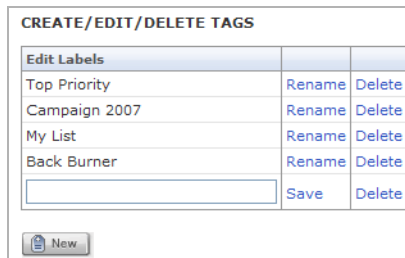 CREATE/EDIT/DELETE TAGS
Edit Labels
Top Priority Rename Delete
Campaign 2007 Rename Delete
My List Rename Delete
Back Burner Rename Delete
Save Delete
New